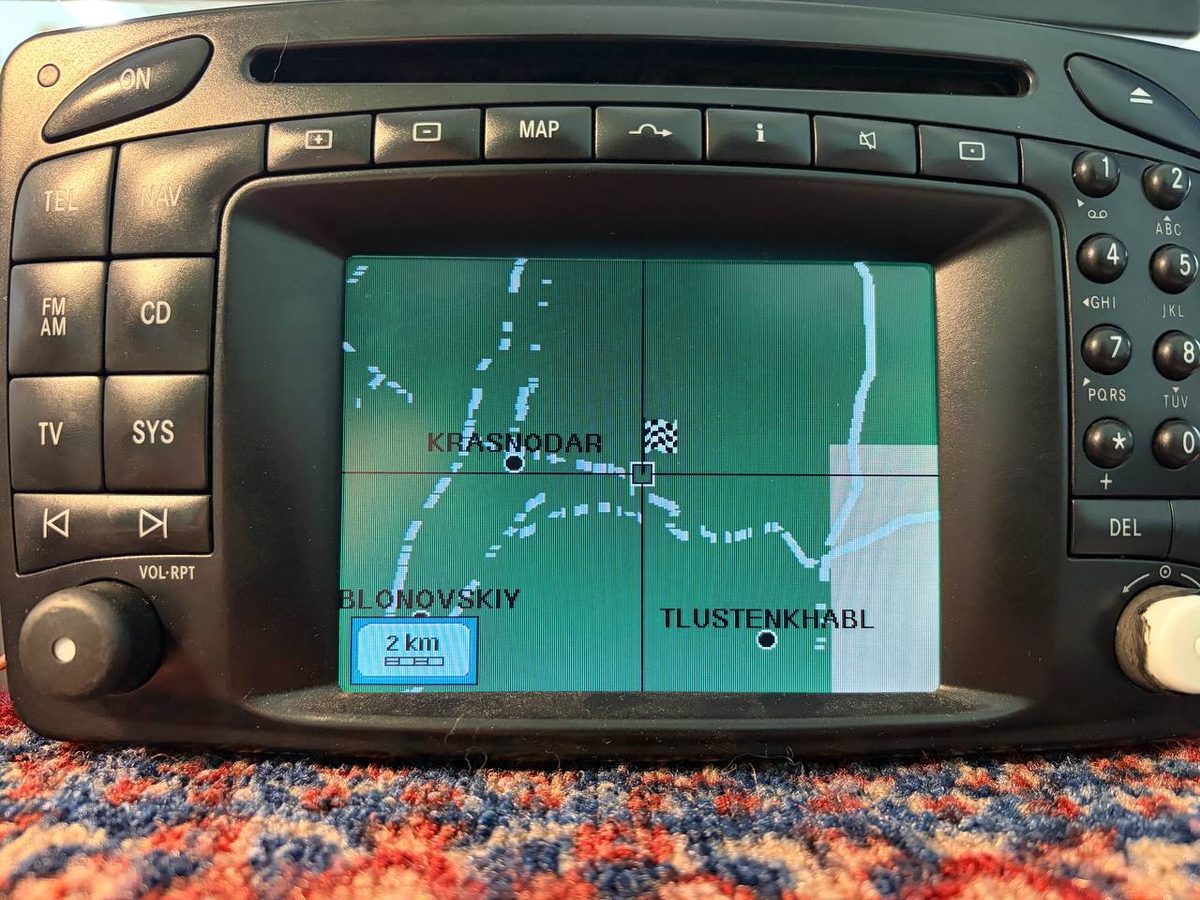 ON
MAP
i
1
2
ABC
TEL
NAV
4
GHI
5
JKL
FM
AM
CD
7
PQRS
8
TUV
TV
SYS
KRASNODAR
*
+
0
DEL
VOL-RPT
BLONOVSKIY
TLUSTENKHABL
2 km